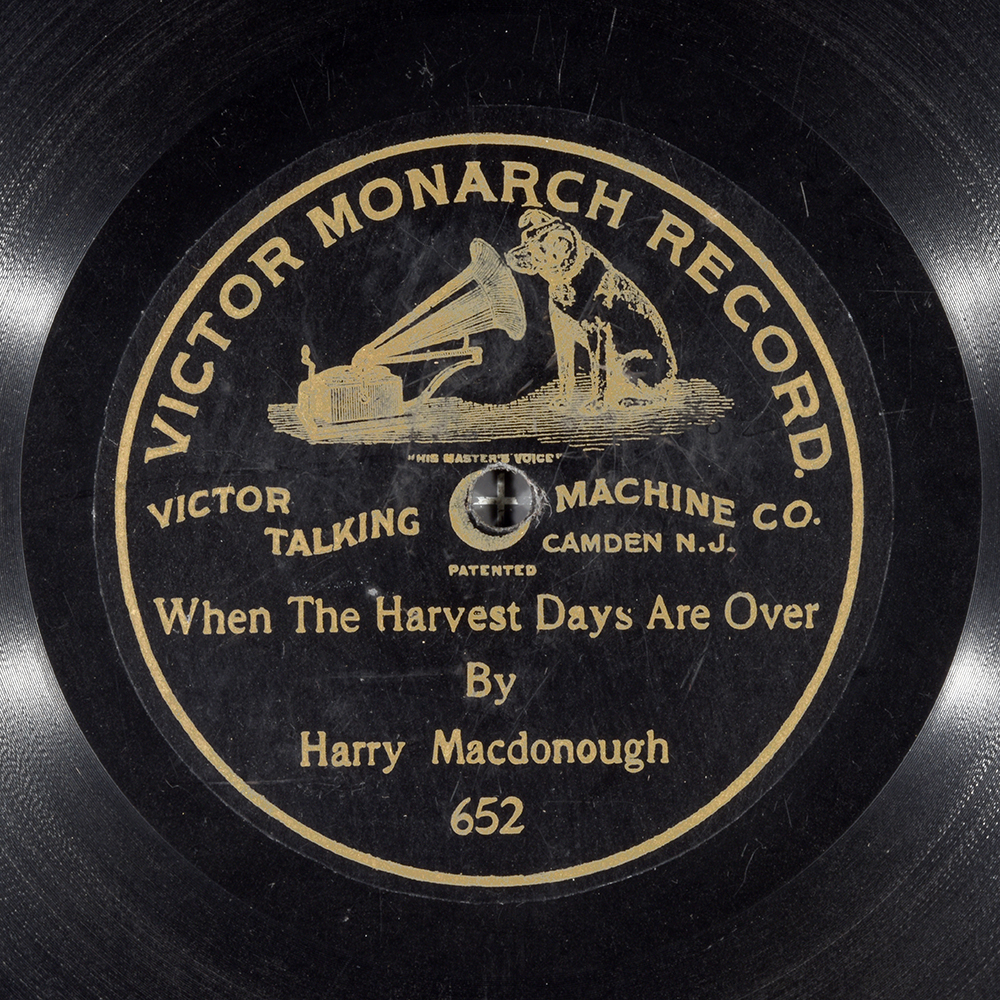 VICTOR MONARCH RECORD.
"HIS MASTER'S VOICE"
VICTOR TALKING MACHINE CO.
CAMDEN N.J.
PATENTED
When The Harvest Days Are Over
By
Harry Macdonough
652